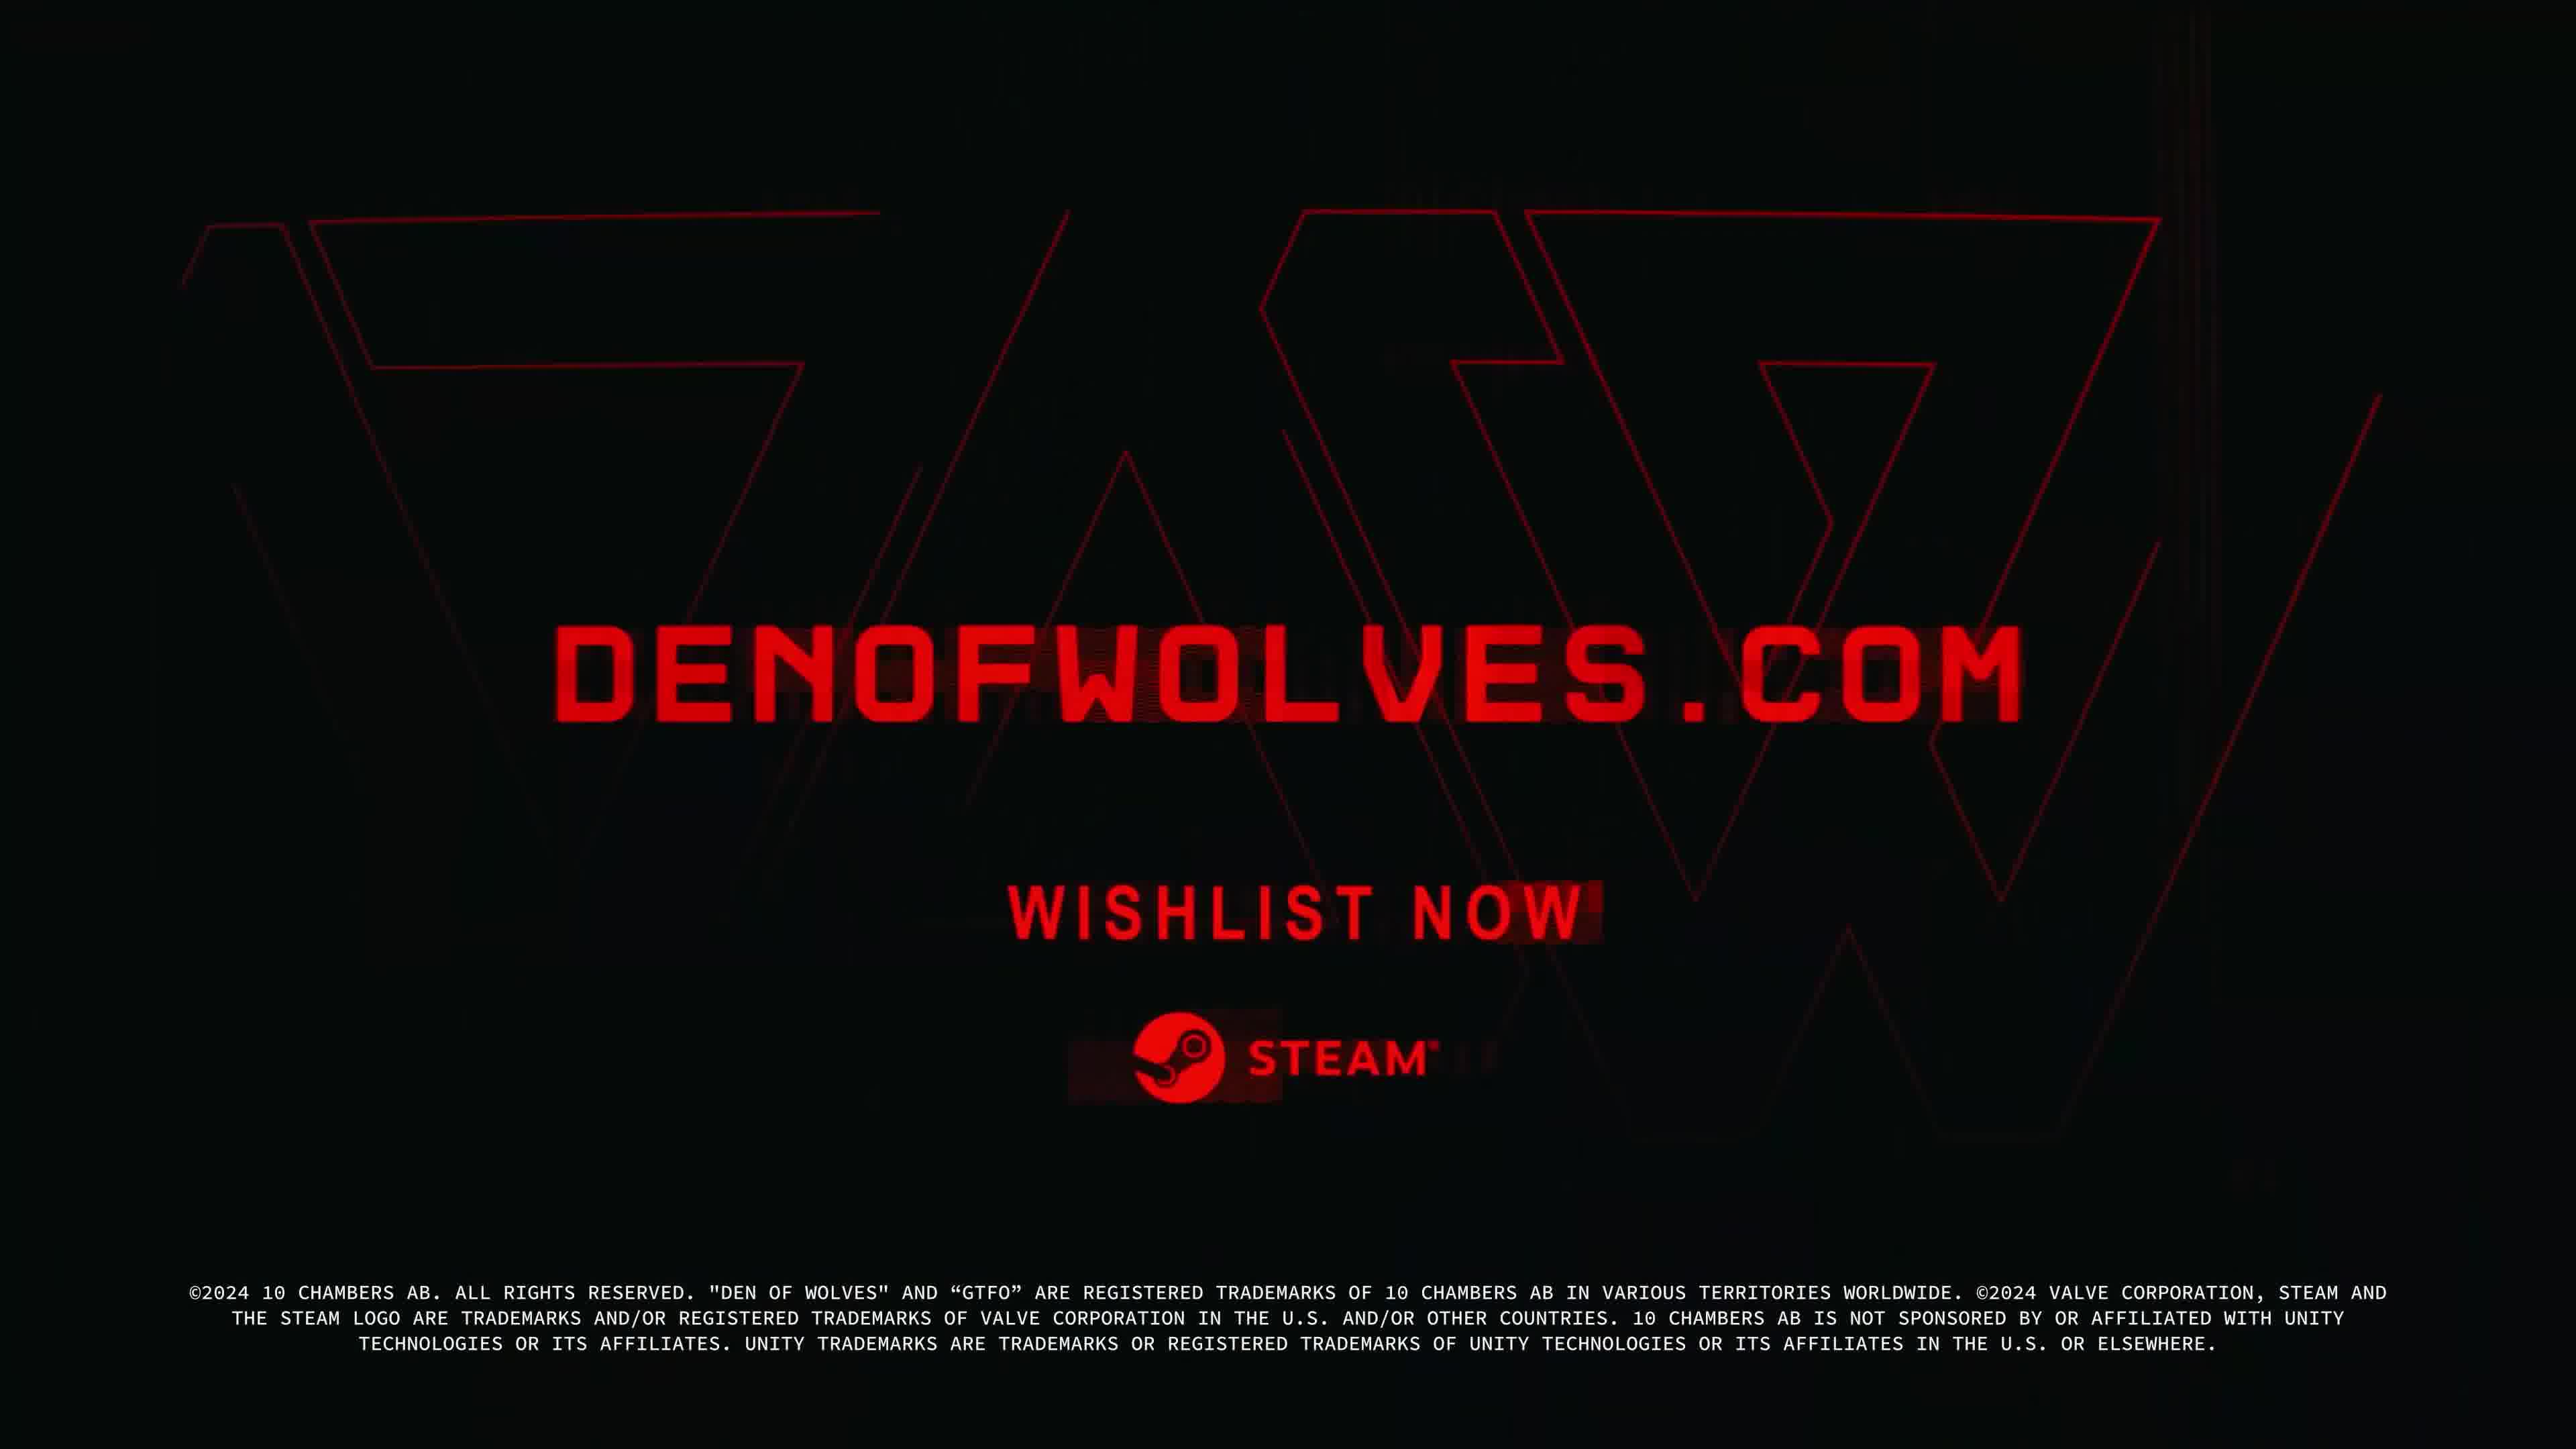 DENOFWOLVES.COM
WISHLIST NOW
STEAM
©2024 10 CHAMBERS AB. ALL RIGHTS RESERVED. "DEN OF WOLVES" AND “GTFO” ARE REGISTERED TRADEMARKS OF 10 CHAMBERS AB IN VARIOUS TERRITORIES WORLDWIDE. ©2024 VALVE CORPORATION, STEAM AND
THE STEAM LOGO ARE TRADEMARKS AND/OR REGISTERED TRADEMARKS OF VALVE CORPORATION IN THE U.S. AND/OR OTHER COUNTRIES. 10 CHAMBERS AB IS NOT SPONSORED BY OR AFFILIATED WITH UNITY
TECHNOLOGIES OR ITS AFFILIATES. UNITY TRADEMARKS ARE TRADEMARKS OR REGISTERED TRADEMARKS OF UNITY TECHNOLOGIES OR ITS AFFILIATES IN THE U.S. OR ELSEWHERE.